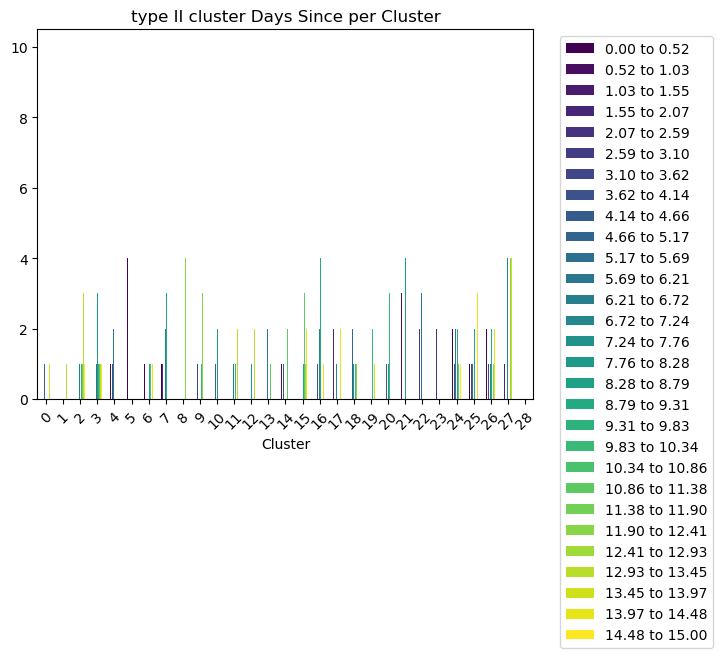 type II cluster Days Since per Cluster
10
8
6
4
2
0
0 1 2 3 4 5 6 7 8 9 10 11 12 13 14 15 16 17 18 19 20 21 22 23 24 25 26 27 28
Cluster
0.00 to 0.52
0.52 to 1.03
1.03 to 1.55
1.55 to 2.07
2.07 to 2.59
2.59 to 3.10
3.10 to 3.62
3.62 to 4.14
4.14 to 4.66
4.66 to 5.17
5.17 to 5.69
5.69 to 6.21
6.21 to 6.72
6.72 to 7.24
7.24 to 7.76
7.76 to 8.28
8.28 to 8.79
8.79 to 9.31
9.31 to 9.83
9.83 to 10.34
10.34 to 10.86
10.86 to 11.38
11.38 to 11.90
11.90 to 12.41
12.41 to 12.93
12.93 to 13.45
13.45 to 13.97
13.97 to 14.48
14.48 to 15.00